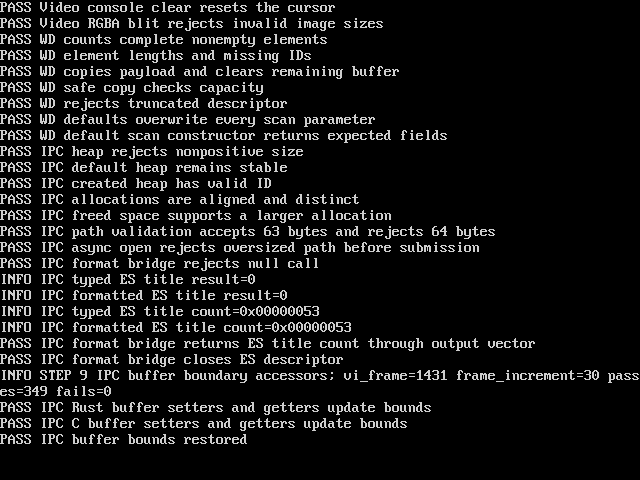 PASS Video console clear resets the cursor
PASS Video RGBA blit rejects invalid image sizes
PASS WD counts complete nonempty elements
PASS WD element lengths and missing IDs
PASS WD copies payload and clears remaining buffer
PASS WD safe copy checks capacity
PASS WD rejects truncated descriptor
PASS WD defaults overwrite every scan parameter
PASS WD default scan constructor returns expected fields
PASS IPC heap rejects nonpositive size
PASS IPC default heap remains stable
PASS IPC created heap has valid ID
PASS IPC allocations are aligned and distinct
PASS IPC freed space supports a larger allocation
PASS IPC path validation accepts 63 bytes and rejects 64 bytes
PASS IPC async open rejects oversized path before submission
PASS IPC format bridge rejects null call
INFO IPC typed ES title result=0
INFO IPC formatted ES title result=0
INFO IPC typed ES title count=0x00000053
INFO IPC formatted ES title count=0x00000053
PASS IPC format bridge returns ES title count through output vector
PASS IPC format bridge closes ES descriptor
INFO STEP 9 IPC buffer boundary accessors; vi_frame=1431 frame_increment=30 pass
es=349 fails=0
PASS IPC Rust buffer setters and getters update bounds
PASS IPC C buffer setters and getters update bounds
PASS IPC buffer bounds restored